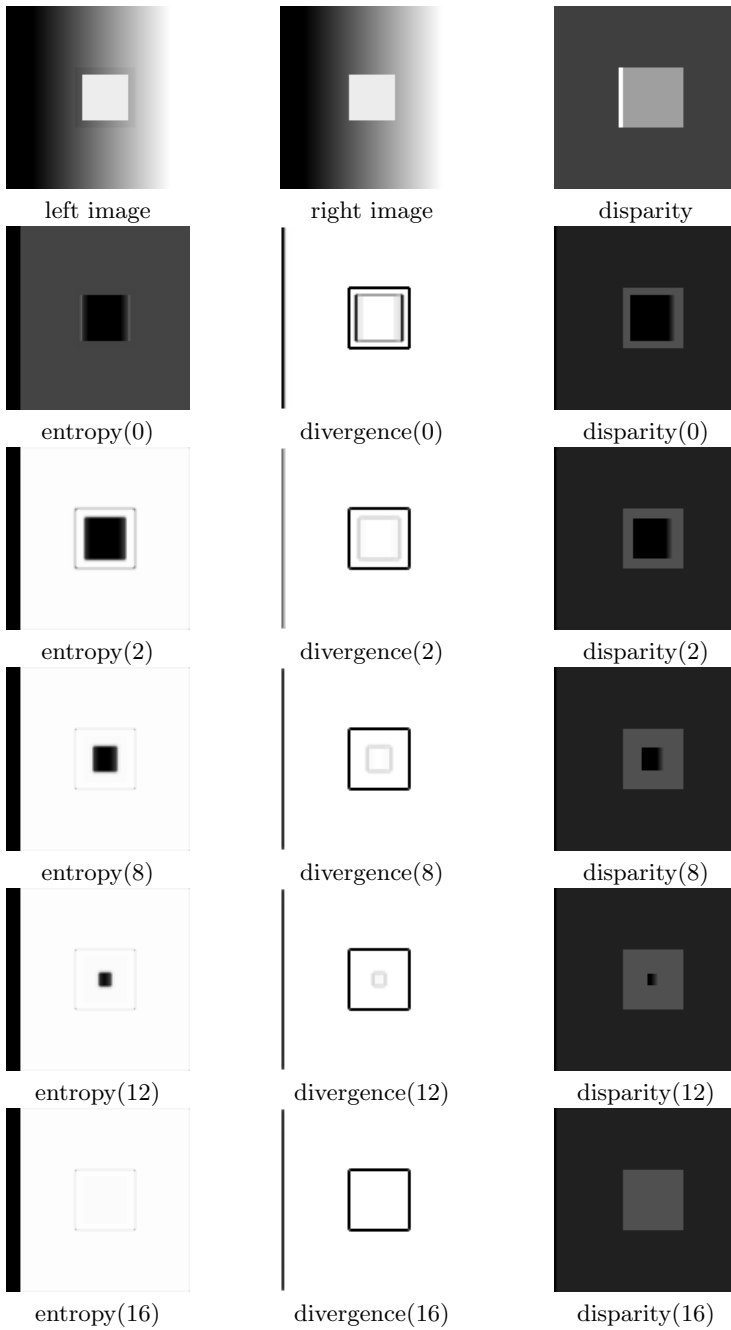 left image right image disparity
entropy(0) divergence(0) disparity(0)
entropy(2) divergence(2) disparity(2)
entropy(8) divergence(8) disparity(8)
entropy(12) divergence(12) disparity(12)
entropy(16) divergence(16) disparity(16)